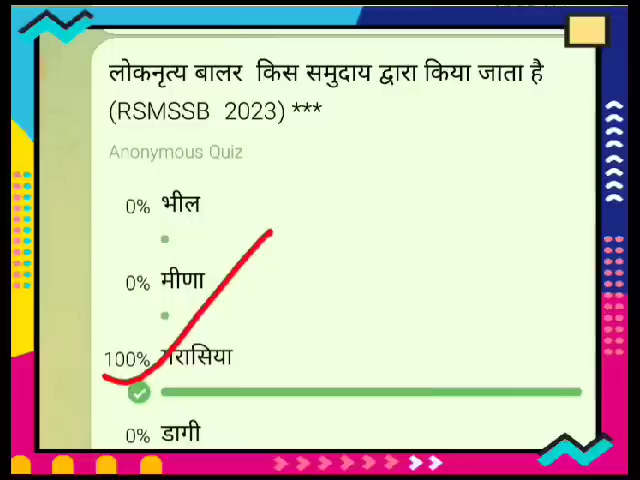 लोकनृत्य बालर किस समुदाय द्वारा किया जाता है
(RSMSSB 2023) ***
Anonymous Quiz
0% भील
0% मीणा
100% गरासिया
0% डागी